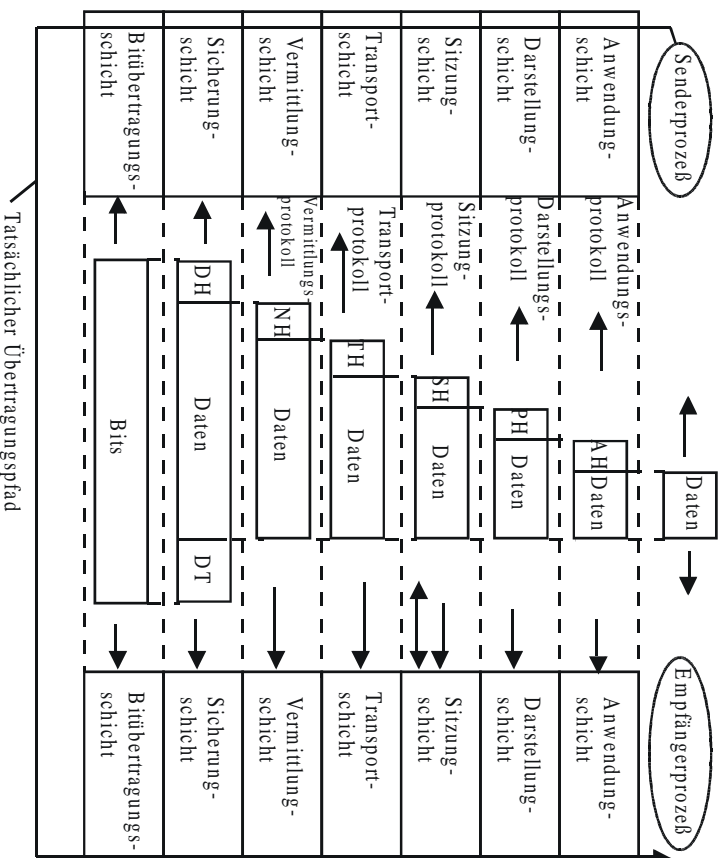 Senderprozeß
Daten
Empfängerprozeß
Anwendung-
schicht
Anwendungs-
protokoll
AH
Daten
Anwendung-
schicht
Darstellung-
schicht
Darstellungs-
protokoll
PH
Daten
Darstellung-
schicht
Sitzung-
schicht
Sitzung-
protokoll
SH
Daten
Sitzung-
schicht
Transport-
schicht
Transport-
protokoll
TH
Daten
Transport-
schicht
Vermittlung-
schicht
Vermittlungs-
protokoll
NH
Daten
Vermittlung-
schicht
Sicherung-
schicht
DH
Daten
DT
Sicherung-
schicht
Bitübertragungs-
schicht
Bits
Bitübertragungs-
schicht
Tatsächlicher Übertragungspfad